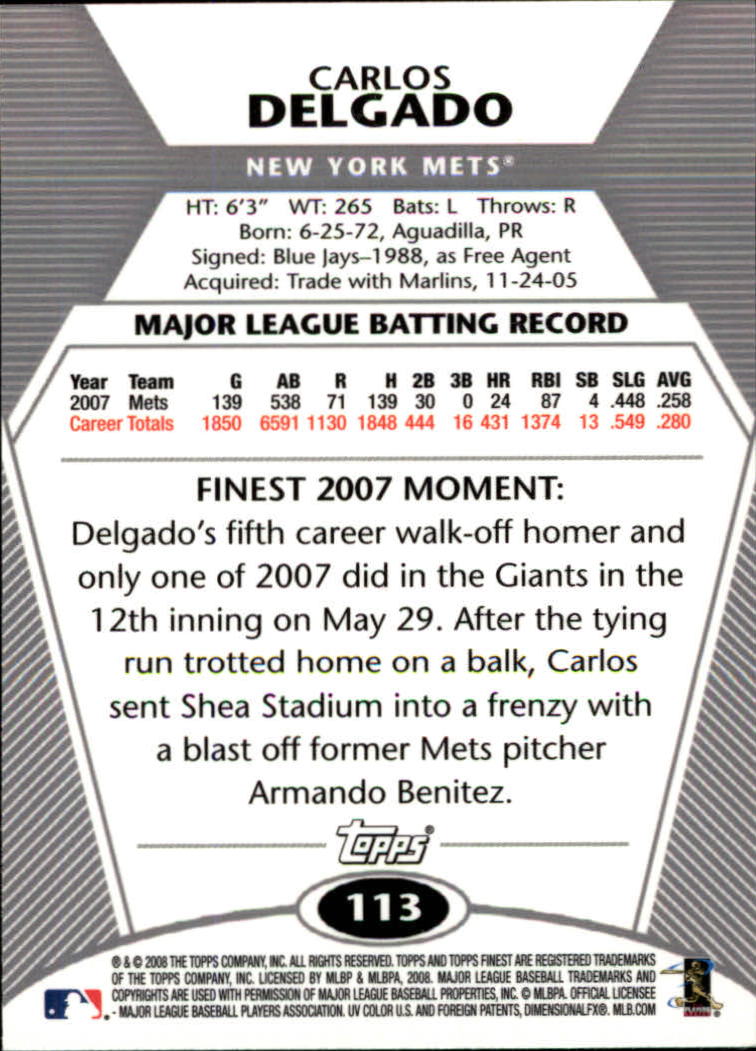 CARLOS
DELGADO
NEW YORK METS®
HT: 6'3" WT: 265 Bats: L Throws: R
Born: 6-25-72, Aguadilla, PR
Signed: Blue Jays–1988, as Free Agent
Acquired: Trade with Marlins, 11-24-05
MAJOR LEAGUE BATTING RECORD
Year Team G AB R H 2B 3B HR RBI SB SLG AVG
2007 Mets 139 538 71 139 30 0 24 87 4 .448 .258
Career Totals 1850 6591 1130 1848 444 16 431 1374 13 .549 .280
FINEST 2007 MOMENT:
Delgado's fifth career walk-off homer and
only one of 2007 did in the Giants in the
12th inning on May 29. After the tying
run trotted home on a balk, Carlos
sent Shea Stadium into a frenzy with
a blast off former Mets pitcher
Armando Benitez.
Topps®
113
® & © 2008 THE TOPPS COMPANY, INC. ALL RIGHTS RESERVED. TOPPS AND TOPPS FINEST ARE REGISTERED TRADEMARKS
OF THE TOPPS COMPANY, INC. LICENSED BY MLBP & MLBPA, 2008. MAJOR LEAGUE BASEBALL TRADEMARKS AND
COPYRIGHTS ARE USED WITH PERMISSION OF MAJOR LEAGUE BASEBALL PROPERTIES, INC. © MLBPA. OFFICIAL LICENSEE
- MAJOR LEAGUE BASEBALL PLAYERS ASSOCIATION. UV COLOR U.S. AND FOREIGN PATENTS, DIMENSIONALFX®. MLB.COM